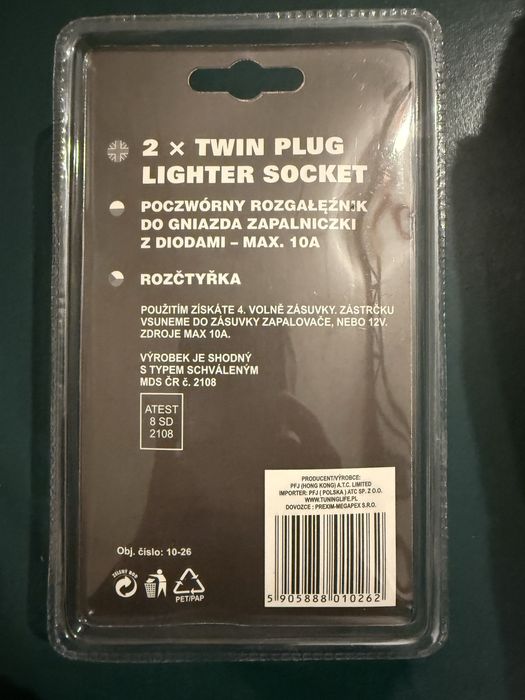 2 × TWIN PLUG
LIGHTER SOCKET
POCZWÓRNY ROZGAŁĘŹNIK
DO GNIAZDA ZAPALNICZKI
Z DIODAMI – MAX. 10A
ROZČTYŘKA
POUŽITÍM ZÍSKÁTE 4. VOLNĚ ZÁSUVKY. ZÁSTRČKU
VSUNEME DO ZÁSUVKY ZAPALOVAČE, NEBO 12V.
ZDROJE MAX 10A.
VÝROBEK JE SHODNÝ
S TYPEM SCHVÁLENÝM
MDS ČR č. 2108
ATEST
8 SD
2108
PRODUCENT/VÝROBCE:
PFJ (HONG KONG) A.T.C. LIMITED
IMPORTER: PFJ ( POLSKA ) ATC SP. Z O.O.
WWW.TUNINGLIFE.PL
DOVOZCE : PREXIM-MEGAPEX S.R.O.
Obj. číslo: 10-26
5 905888 010262
ZELENÝ BOD
PET/PAP